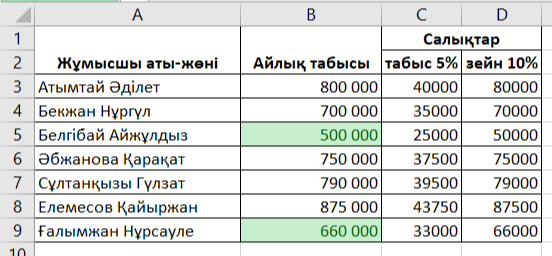 A B C D
1 Салықтар
2 Жұмысшы аты-жөні Айлық табысы табыс 5% зейн 10%
3 Атымтай Әділет 800 000 40000 80000
4 Бекжан Нұргүл 700 000 35000 70000
5 Белгібай Айжұлдыз 500 000 25000 50000
6 Әбжанова Қарақат 750 000 37500 75000
7 Сұлтанқызы Гүлзат 790 000 39500 79000
8 Елемесов Қайыржан 875 000 43750 87500
9 Ғалымжан Нұрсауле 660 000 33000 66000
10